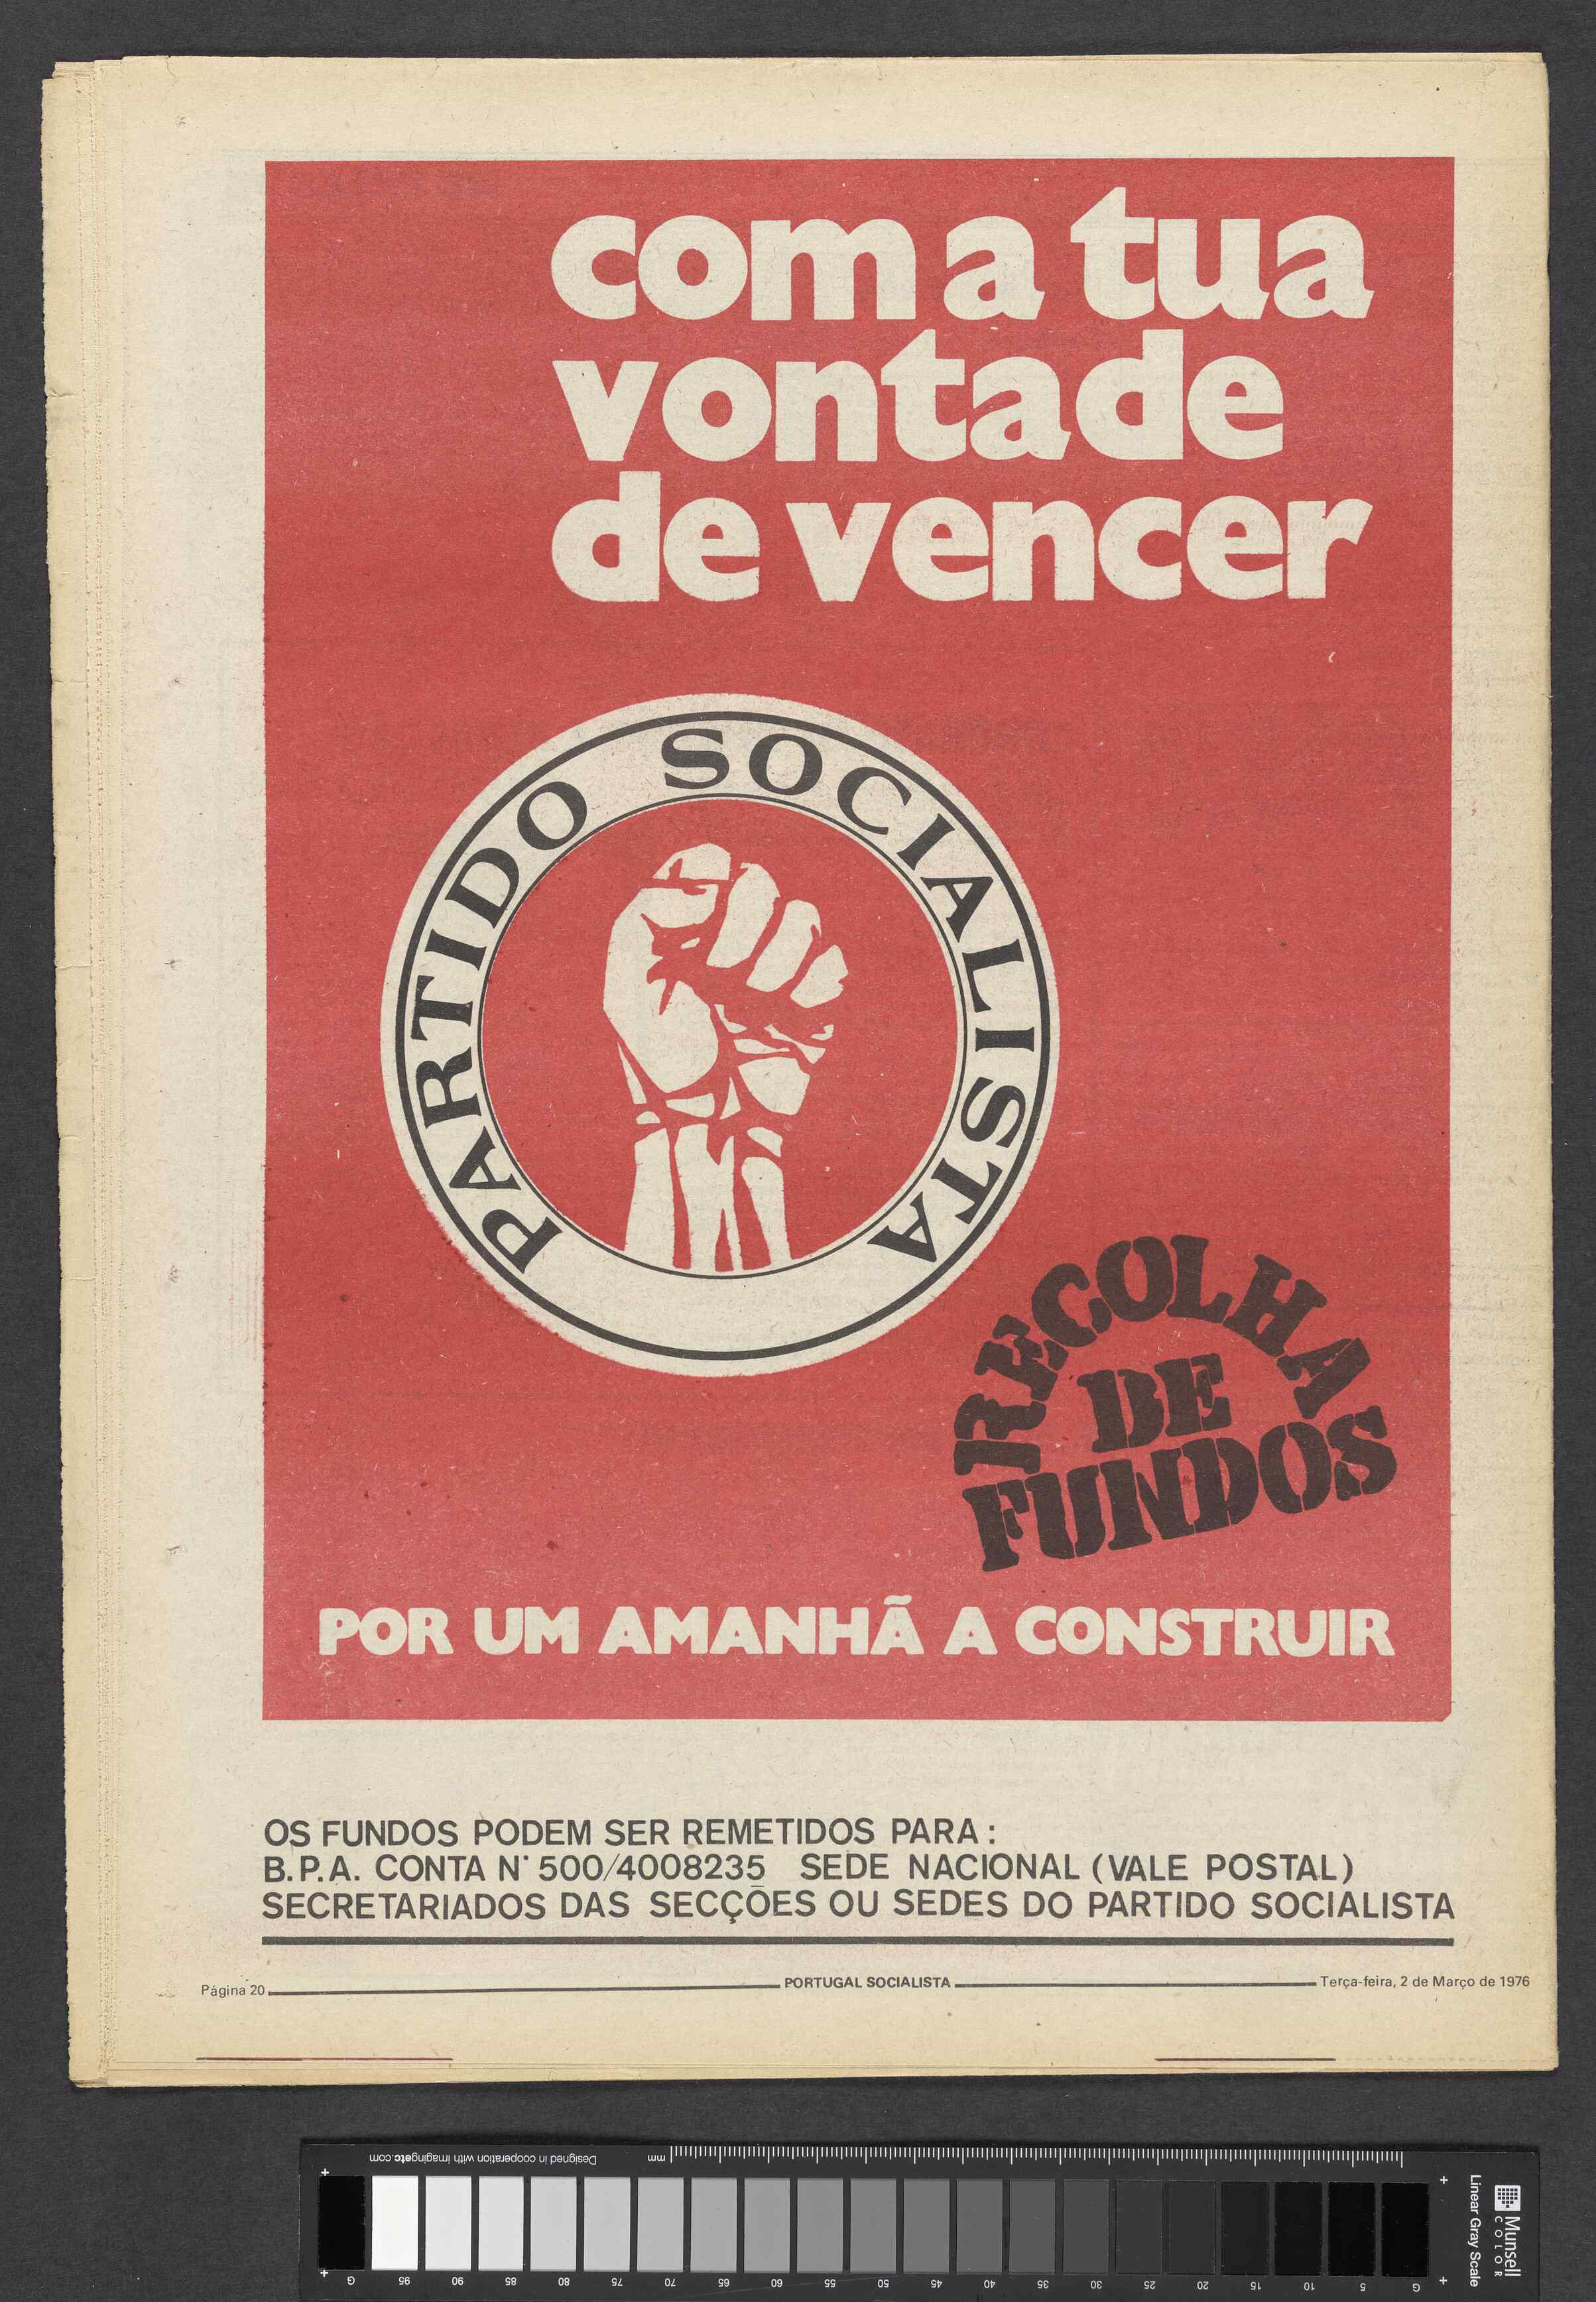 com a tua
vontade
de vencer
PARTIDO SOCIALISTA
RECOLHA
DE
FUNDOS
POR UM AMANHÃ A CONSTRUIR
OS FUNDOS PODEM SER REMETIDOS PARA :
B.P.A. CONTA N° 500/4008235 SEDE NACIONAL (VALE POSTAL)
SECRETARIADOS DAS SECÇÕES OU SEDES DO PARTIDO SOCIALISTA
Página 20 PORTUGAL SOCIALISTA Terça-feira, 2 de Março de 1976
Designed in cooperation with imagingetc.com mm
G 95 90 85 80 75 70 65 60 55 50 45 40 35 30 25 20 15 10 5 G
Linear Gray Scale
Munsell
COLOR